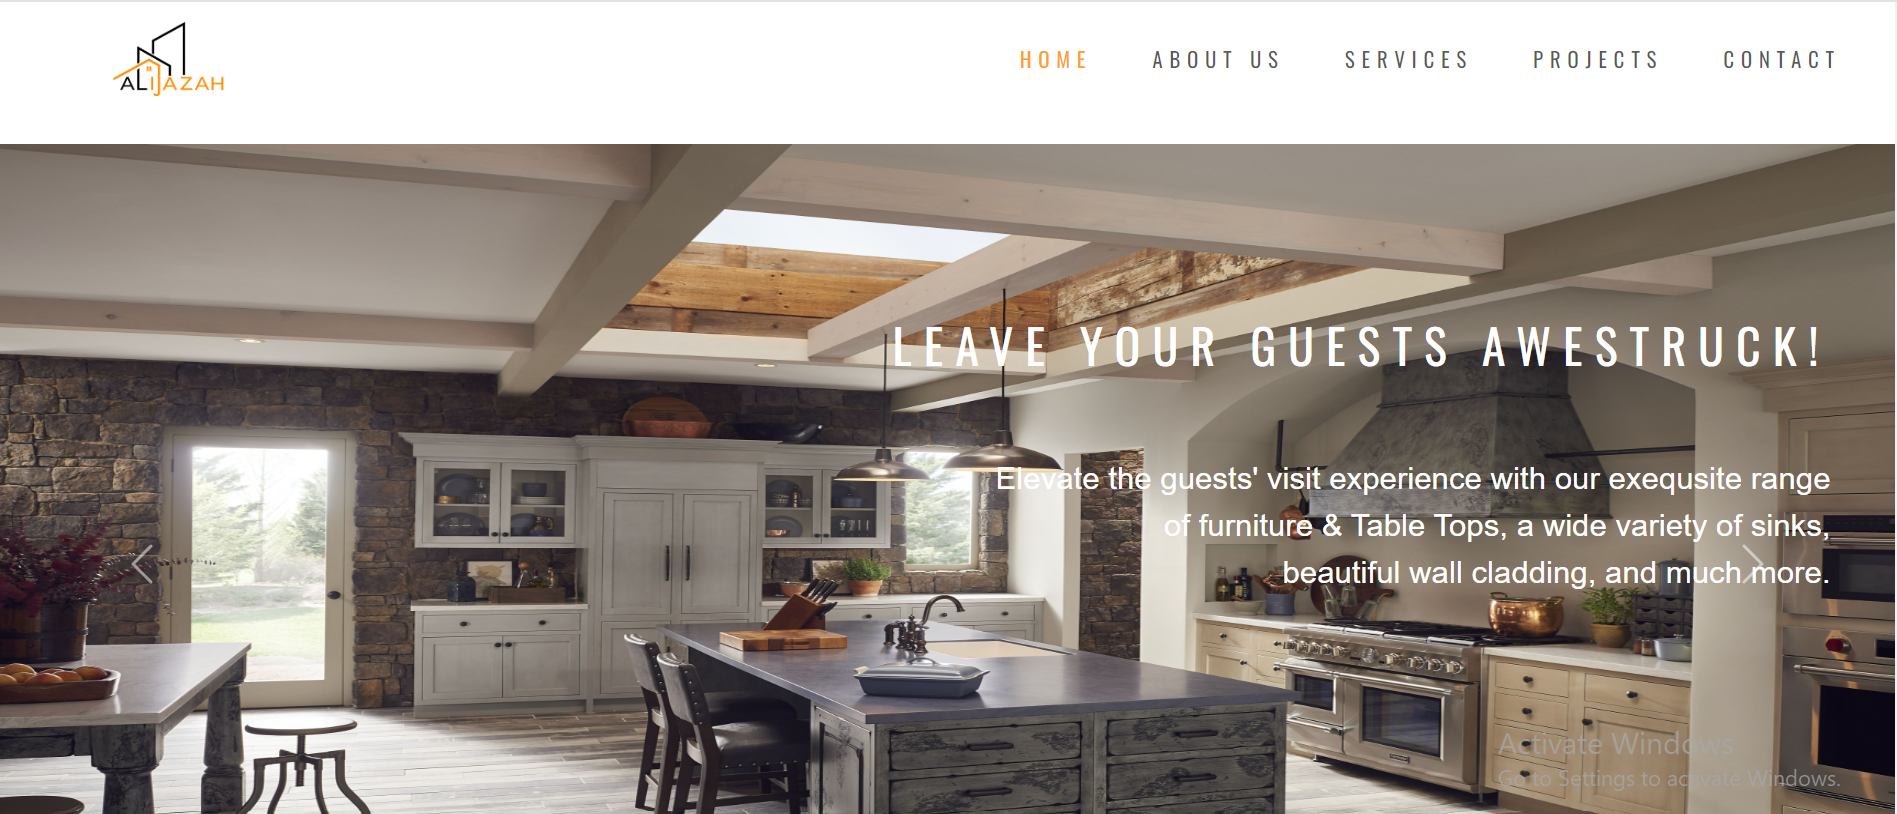 ALIJAZAH
HOME ABOUT US SERVICES PROJECTS CONTACT
LEAVE YOUR GUESTS AWESTRUCK!
Elevate the guests' visit experience with our exequsite range
of furniture & Table Tops, a wide variety of sinks,
beautiful wall cladding, and much more.
Activate Windows
Go to Settings to activate Windows.